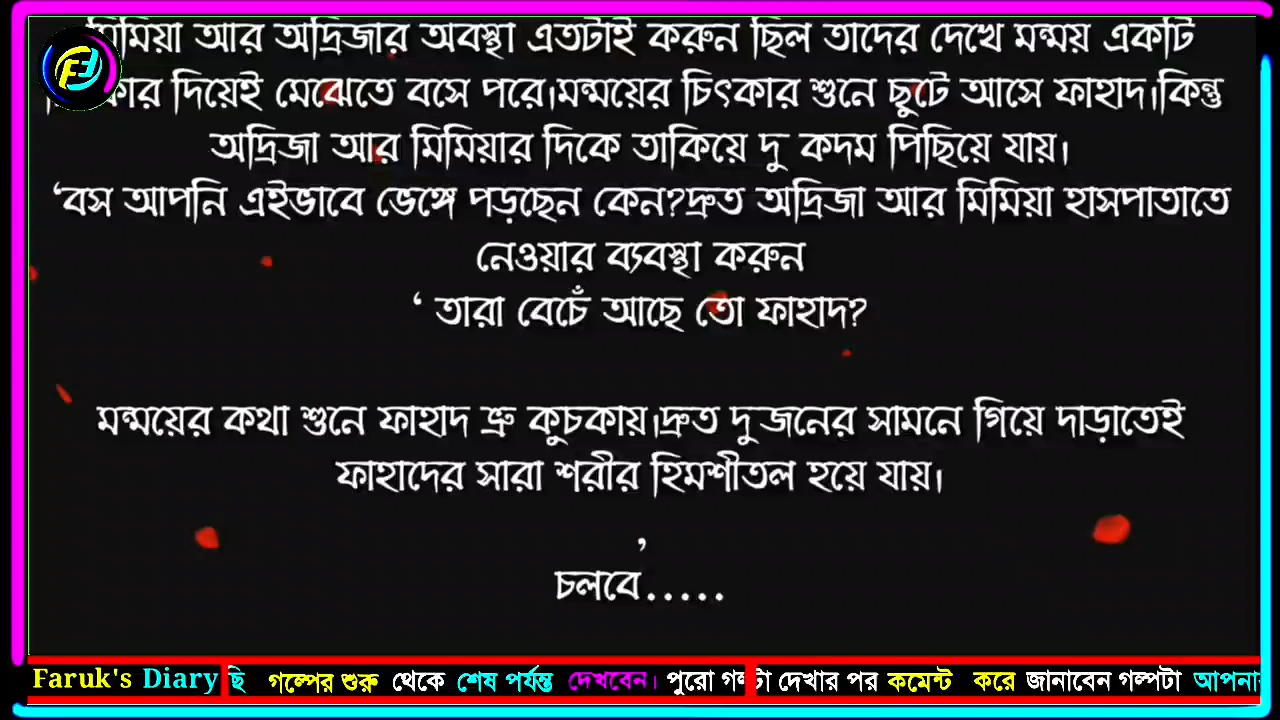 মিমিয়া আর অদ্রিজার অবস্থা এতটাই করুন ছিল তাদের দেখে মন্ময় একটি
দিয়েই মেঝেতে বসে পরে।মন্ময়ের চিৎকার শুনে ছুটে আসে ফাহাদ।কিন্তু
অদ্রিজা আর মিমিয়ার দিকে তাকিয়ে দু কদম পিছিয়ে যায়।
‘বস আপনি এইভাবে ভেঙ্গে পড়ছেন কেন?দ্রুত অদ্রিজা আর মিমিয়া হাসপাতাতে
নেওয়ার ব্যবস্থা করুন
‘ তারা বেচেঁ আছে তো ফাহাদ?
মন্ময়ের কথা শুনে ফাহাদ ভ্রু কুচকায়।দ্রুত দুজনের সামনে গিয়ে দাড়াতেই
ফাহাদের সারা শরীর হিমশীতল হয়ে যায়।
,
চলবে.....
Faruk's Diary ছি গল্পের শুরু থেকে শেষ পর্যন্ত দেখবেন। পুরো গল্টা দেখার পর কমেন্ট করে জানাবেন গল্পটা আপনা